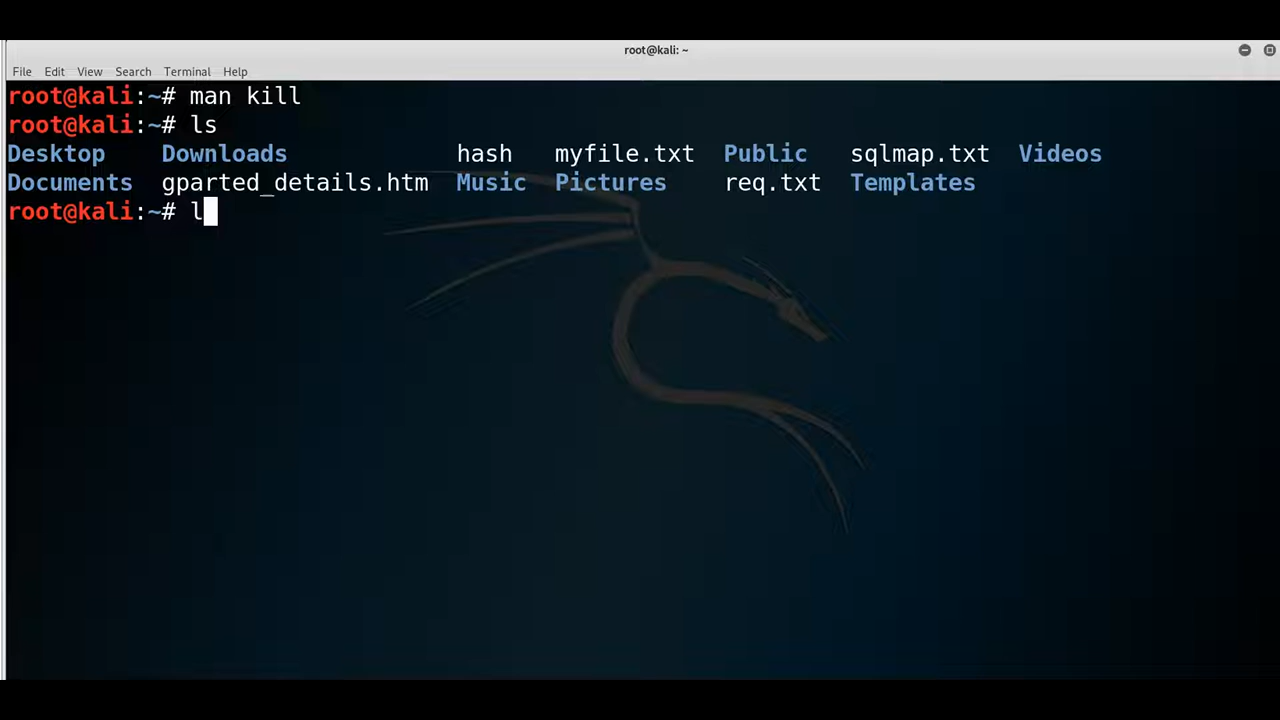 root@kali: ~
File Edit View Search Terminal Help
root@kali:~# man kill
root@kali:~# ls
Desktop Downloads hash myfile.txt Public sqlmap.txt Videos
Documents gparted_details.htm Music Pictures req.txt Templates
root@kali:~# l